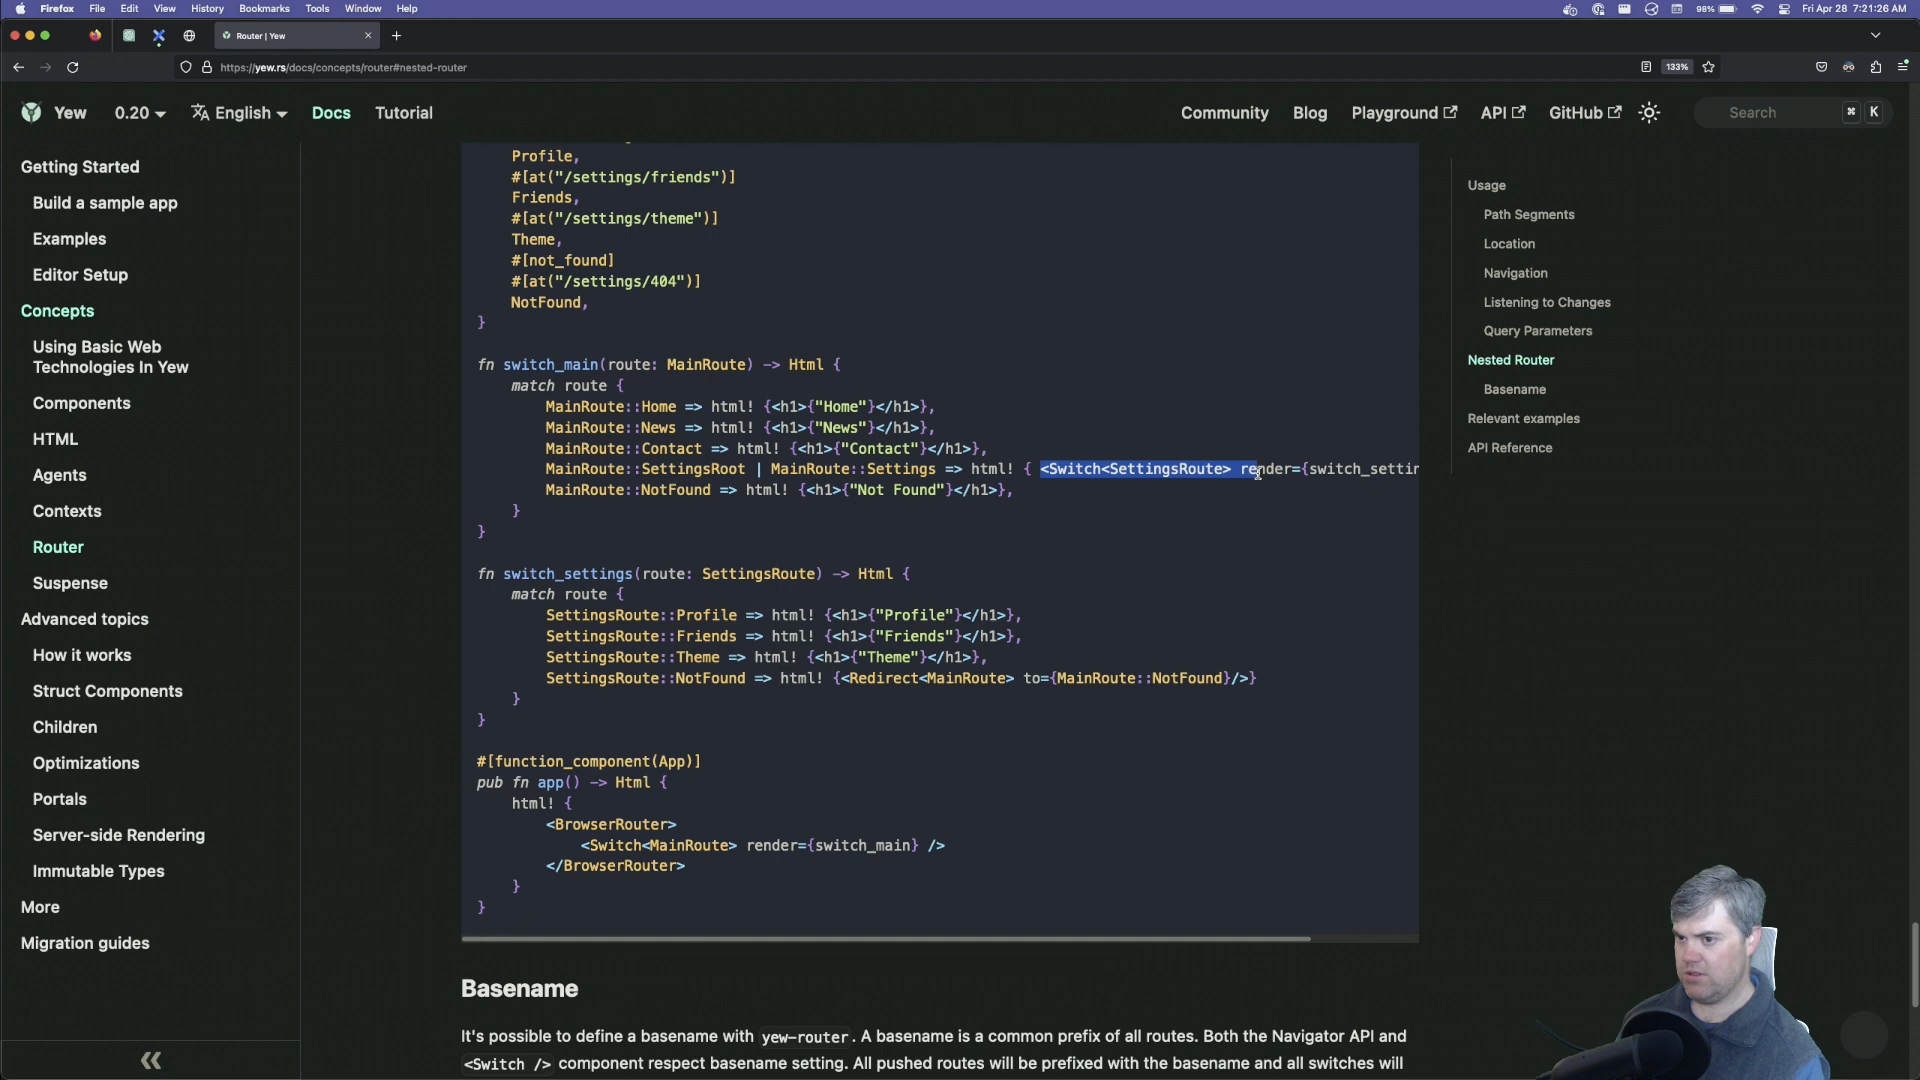 Firefox File Edit View History Bookmarks Tools Window Help 98% Fri Apr 28 7:21:26 AM
Router | Yew
https://yew.rs/docs/concepts/router#nested-router 133%
Yew 0.20 English Docs Tutorial Community Blog Playground API GitHub Search ⌘ K
Getting Started
Build a sample app
Examples
Editor Setup
Concepts
Using Basic Web
Technologies In Yew
Components
HTML
Agents
Contexts
Router
Suspense
Advanced topics
How it works
Struct Components
Children
Optimizations
Portals
Server-side Rendering
Immutable Types
More
Migration guides
Profile,
#[at("/settings/friends")]
Friends,
#[at("/settings/theme")]
Theme,
#[not_found]
#[at("/settings/404")]
NotFound,
}
fn switch_main(route: MainRoute) -> Html {
match route {
MainRoute::Home => html! {<h1>{"Home"}</h1>},
MainRoute::News => html! {<h1>{"News"}</h1>},
MainRoute::Contact => html! {<h1>{"Contact"}</h1>},
MainRoute::SettingsRoot | MainRoute::Settings => html! { <Switch<SettingsRoute> render={switch_settin
MainRoute::NotFound => html! {<h1>{"Not Found"}</h1>},
}
}
fn switch_settings(route: SettingsRoute) -> Html {
match route {
SettingsRoute::Profile => html! {<h1>{"Profile"}</h1>},
SettingsRoute::Friends => html! {<h1>{"Friends"}</h1>},
SettingsRoute::Theme => html! {<h1>{"Theme"}</h1>},
SettingsRoute::NotFound => html! {<Redirect<MainRoute> to={MainRoute::NotFound}/>}
}
}
#[function_component(App)]
pub fn app() -> Html {
html! {
<BrowserRouter>
<Switch<MainRoute> render={switch_main} />
</BrowserRouter>
}
}
Basename
It's possible to define a basename with yew-router. A basename is a common prefix of all routes. Both the Navigator API and
<Switch /> component respect basename setting. All pushed routes will be prefixed with the basename and all switches will
Usage
Path Segments
Location
Navigation
Listening to Changes
Query Parameters
Nested Router
Basename
Relevant examples
API Reference